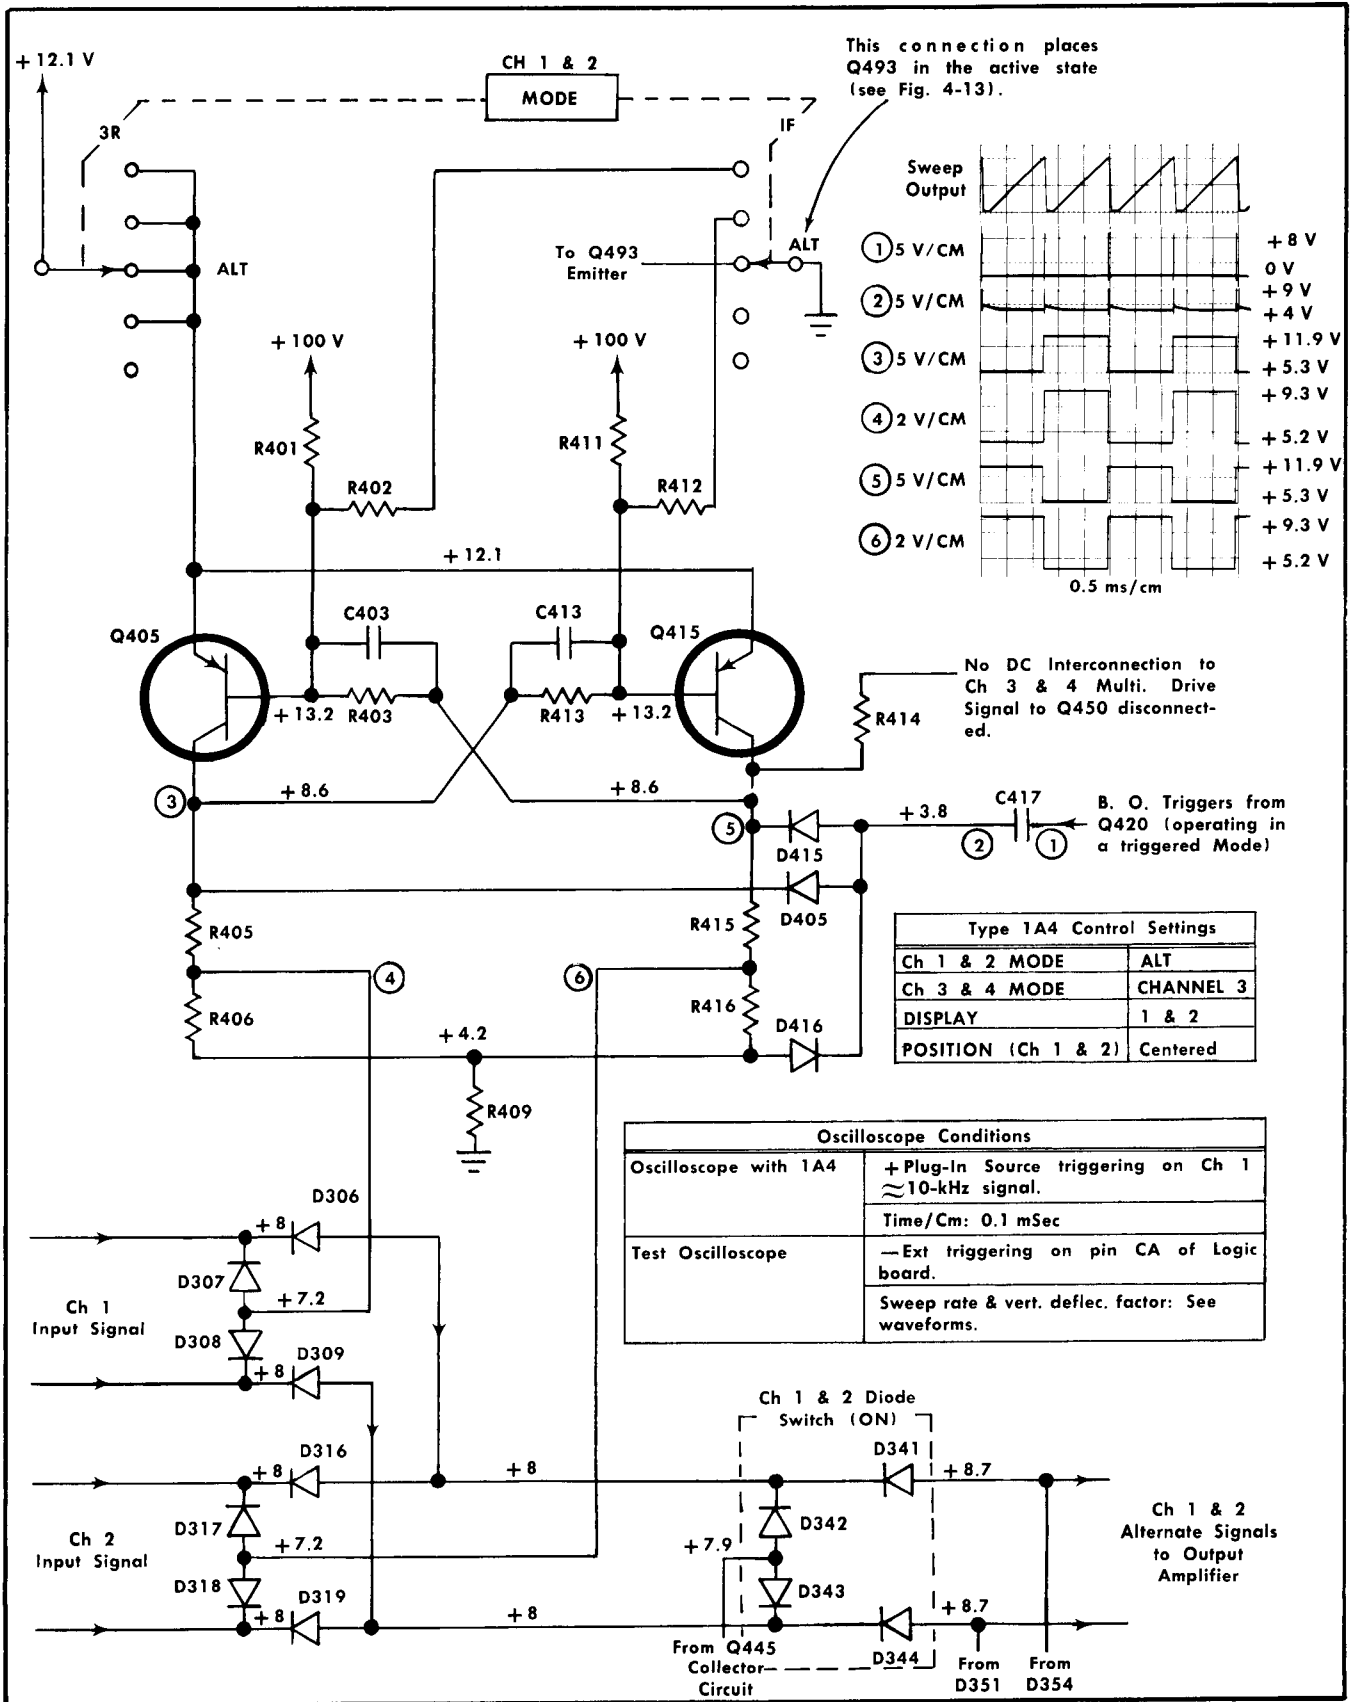 + 12.1 V
CH 1 & 2
MODE
3R
IF
This connection places
Q493 in the active state
(see Fig. 4-13).
ALT
To Q493
Emitter
ALT
Sweep
Output
1 5 V/CM
+ 8 V
0 V
2 5 V/CM
+ 9 V
+ 4 V
3 5 V/CM
+ 11.9 V
+ 5.3 V
4 2 V/CM
+ 9.3 V
+ 5.2 V
5 5 V/CM
+ 11.9 V
+ 5.3 V
6 2 V/CM
+ 9.3 V
+ 5.2 V
0.5 ms/cm
+ 100 V
+ 100 V
R401
R411
R402
R412
+ 12.1
Q405
C403
C413
Q415
+ 13.2
R403
R413
+ 13.2
R414
No DC Interconnection to
Ch 3 & 4 Multi. Drive
Signal to Q450 disconnect-
ed.
3
+ 8.6
+ 8.6
5
D415
+ 3.8
2
C417
1
B. O. Triggers from
Q420 (operating in
a triggered Mode)
D405
R405
R415
4
6
R406
R416
D416
+ 4.2
R409
Type 1A4 Control Settings
Ch 1 & 2 MODE ALT
Ch 3 & 4 MODE CHANNEL 3
DISPLAY 1 & 2
POSITION (Ch 1 & 2) Centered
Oscilloscope Conditions
Oscilloscope with 1A4 + Plug-In Source triggering on Ch 1
≈10-kHz signal.
Time/Cm: 0.1 mSec
Test Oscilloscope —Ext triggering on pin CA of Logic
board.
Sweep rate & vert. deflec. factor: See
waveforms.
D306
+ 8
D307
Ch 1
Input Signal
+ 7.2
D308
+ 8
D309
Ch 1 & 2 Diode
Switch (ON)
D316
+ 8
+ 8
D341
+ 8.7
D317
Ch 2
Input Signal
+ 7.2
D342
+ 7.9
D318
D343
Ch 1 & 2
Alternate Signals
to Output
Amplifier
+ 8
D319
+ 8
D344
+ 8.7
From Q445
Collector
Circuit
From
D351
From
D354